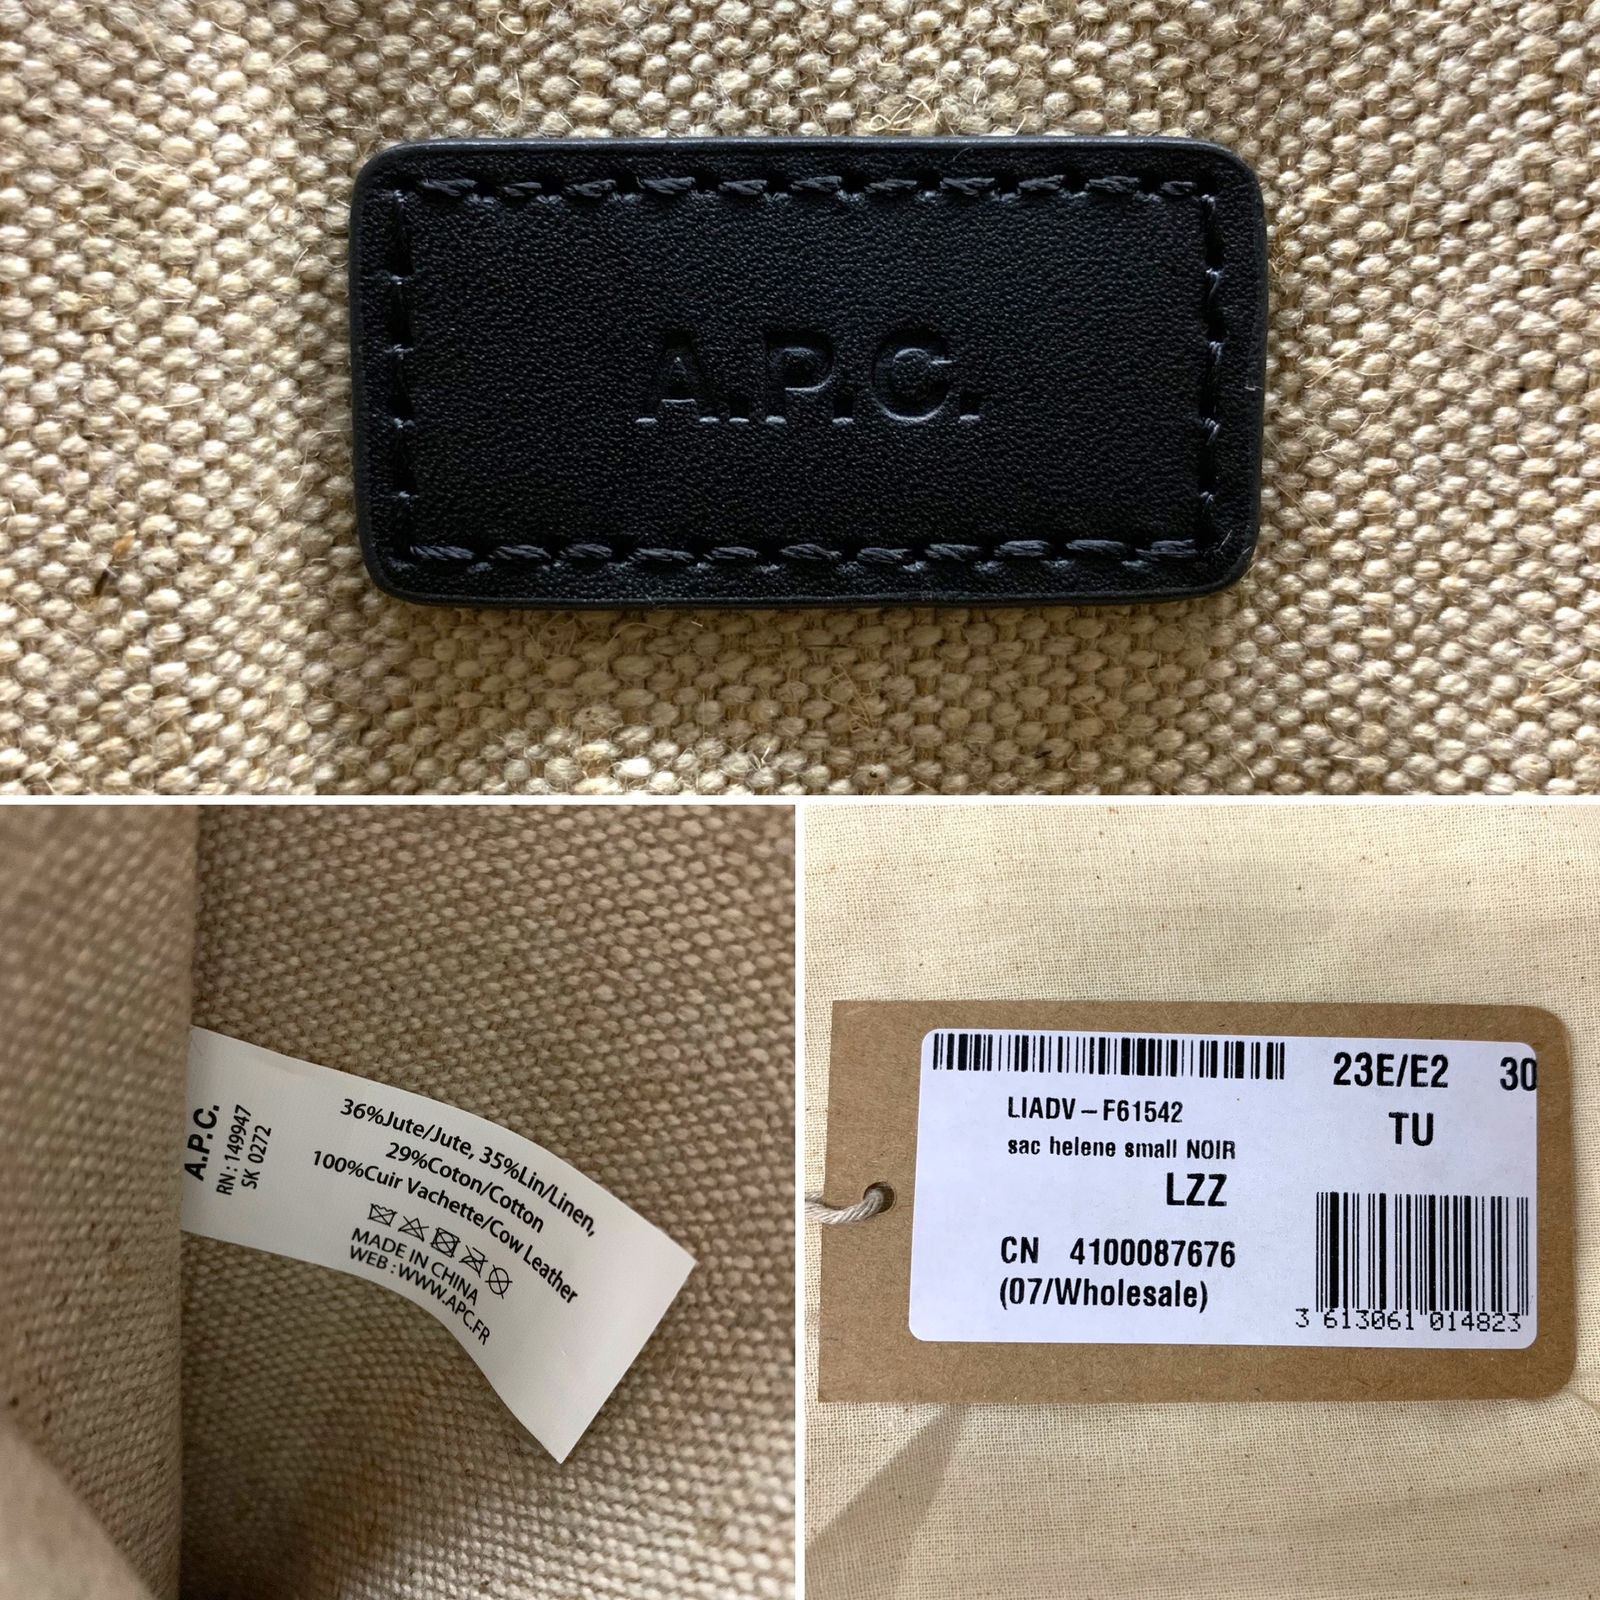 A.P.C.
A.P.C.
RN : 149947
SK 0272
36%Jute/Jute, 35%Lin/Linen,
29%Coton/Cotton
100%Cuir Vachette/Cow Leather
MADE IN CHINA
WEB : WWW.APC.FR
23E/E2 30
LIADV – F61542
TU
sac helene small NOIR
LZZ
CN 4100087676
(07/Wholesale)
3 613061 014823